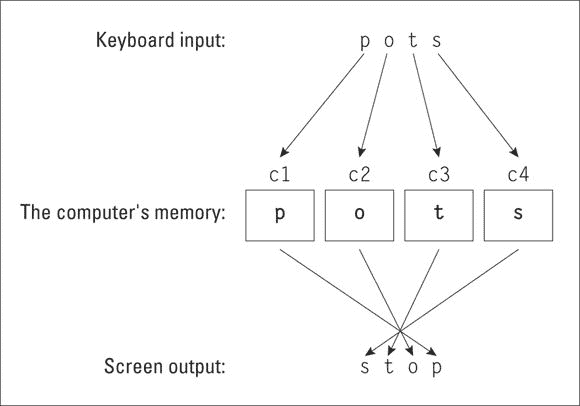 Keyboard input: p o t s
c1 c2 c3 c4
The computer's memory: p o t s
Screen output: s t o p